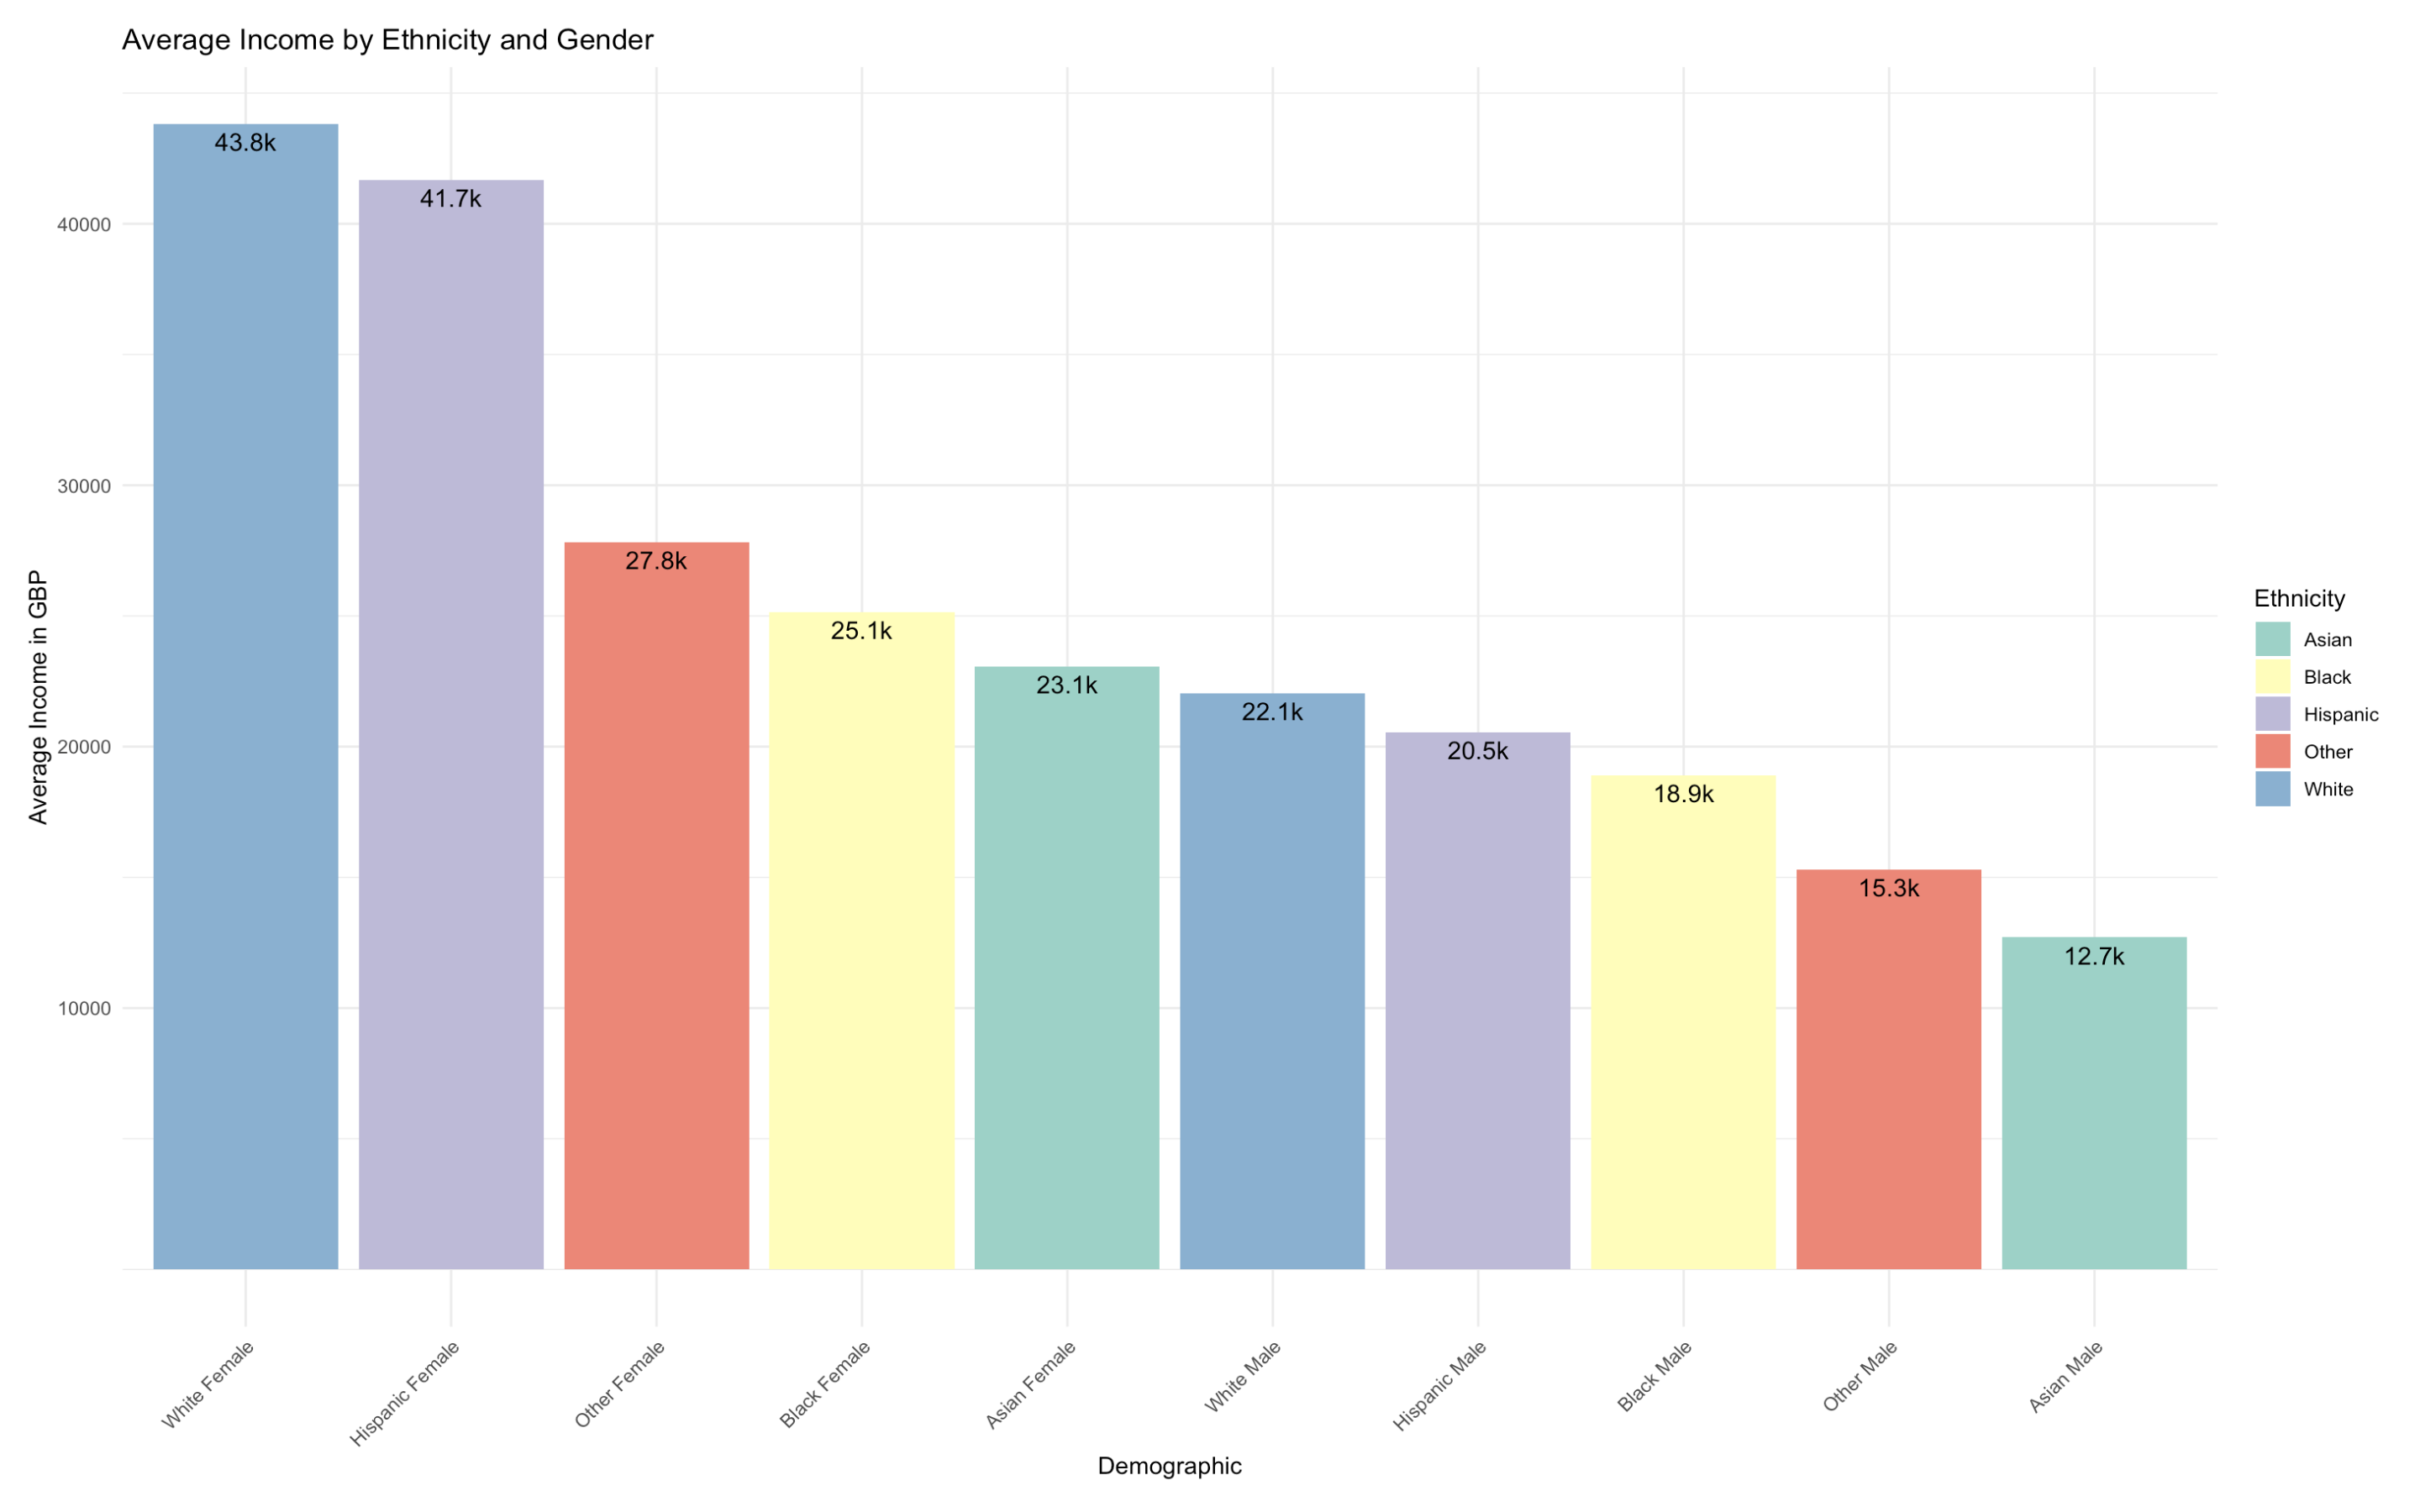 Average Income by Ethnicity and Gender
43.8k
41.7k
27.8k
25.1k
23.1k
22.1k
20.5k
18.9k
15.3k
12.7k
40000
30000
20000
10000
Average Income in GBP
White Female
Hispanic Female
Other Female
Black Female
Asian Female
White Male
Hispanic Male
Black Male
Other Male
Asian Male
Demographic
Ethnicity
Asian
Black
Hispanic
Other
White